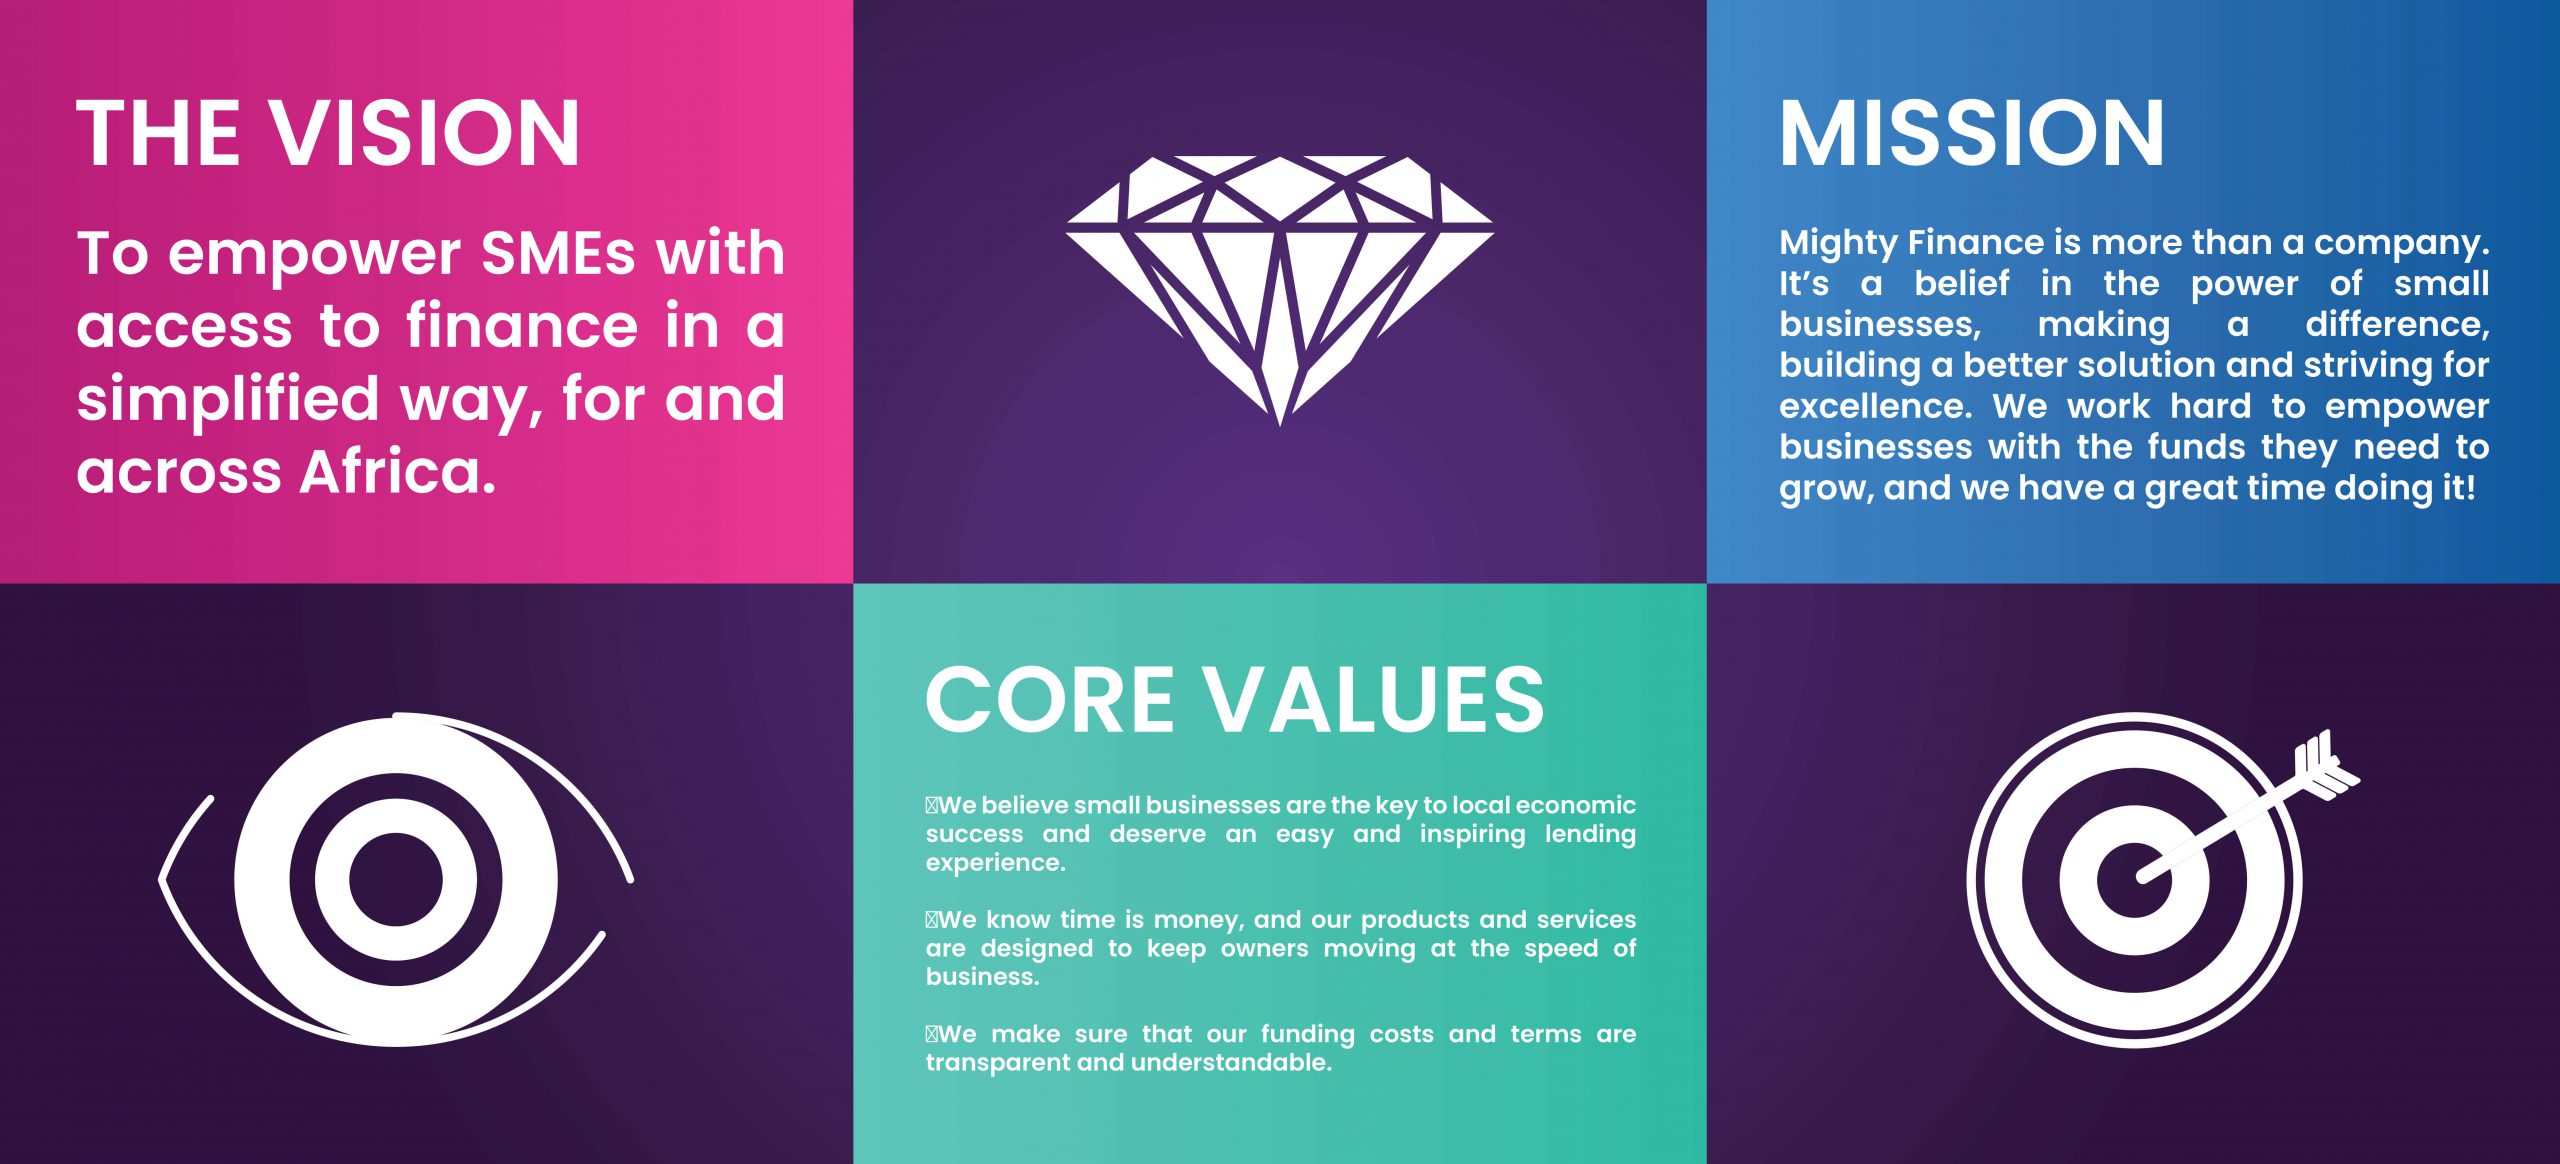 THE VISION
To empower SMEs with
access to finance in a
simplified way, for and
across Africa.
MISSION
Mighty Finance is more than a company.
It’s a belief in the power of small
businesses, making a difference,
building a better solution and striving for
excellence. We work hard to empower
businesses with the funds they need to
grow, and we have a great time doing it!
CORE VALUES
We believe small businesses are the key to local economic
success and deserve an easy and inspiring lending
experience.
We know time is money, and our products and services
are designed to keep owners moving at the speed of
business.
We make sure that our funding costs and terms are
transparent and understandable.